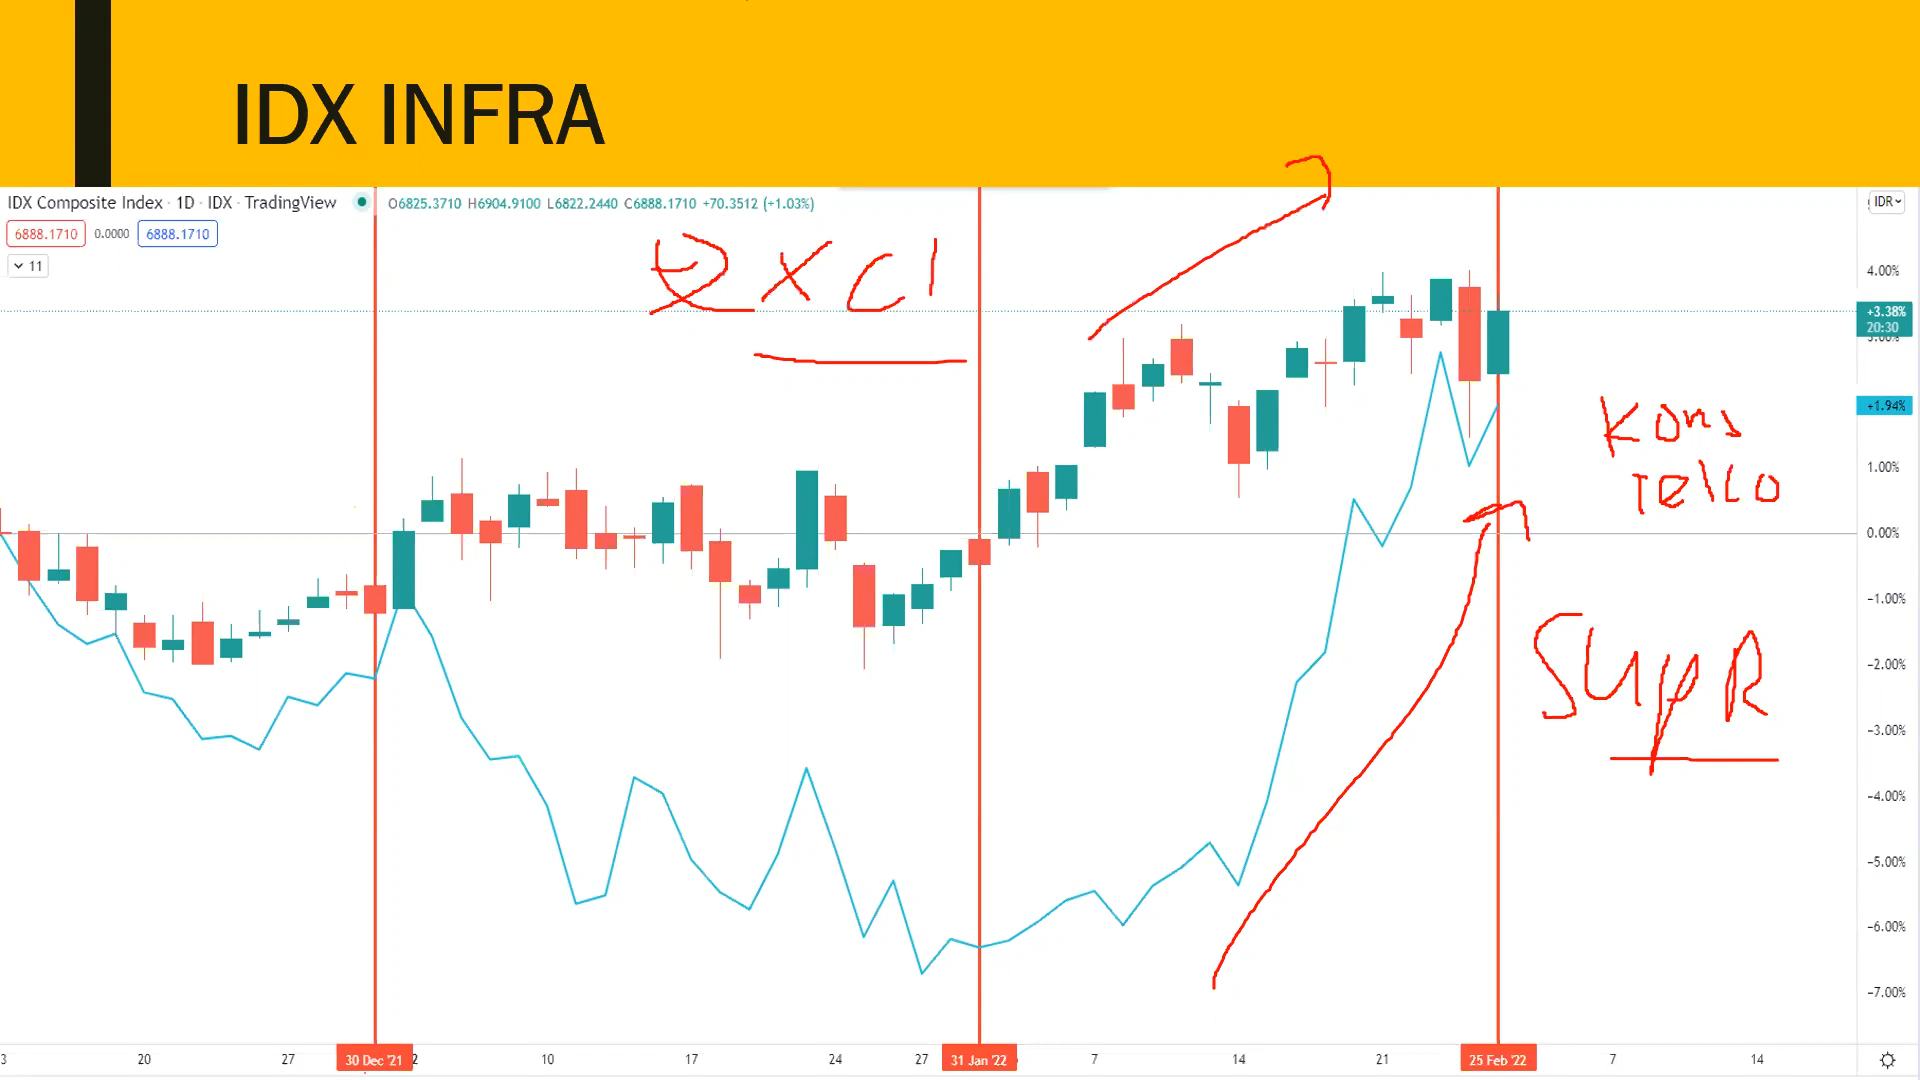 IDX INFRA
IDX Composite Index · 1D · IDX · TradingView O6825.3710 H6904.9100 L6822.2440 C6888.1710 +70.3512 (+1.03%) IDR
6888.1710 0.0000 6888.1710
11
EXCL
4.00%
+3.38%
20:30
3.00%
+1.94%
Kons
Telco
1.00%
0.00%
-1.00%
SUPR
-2.00%
-3.00%
-4.00%
-5.00%
-6.00%
-7.00%
3 20 27 30 Dec '21 2 10 17 24 27 31 Jan '22 7 14 21 25 Feb '22 7 14